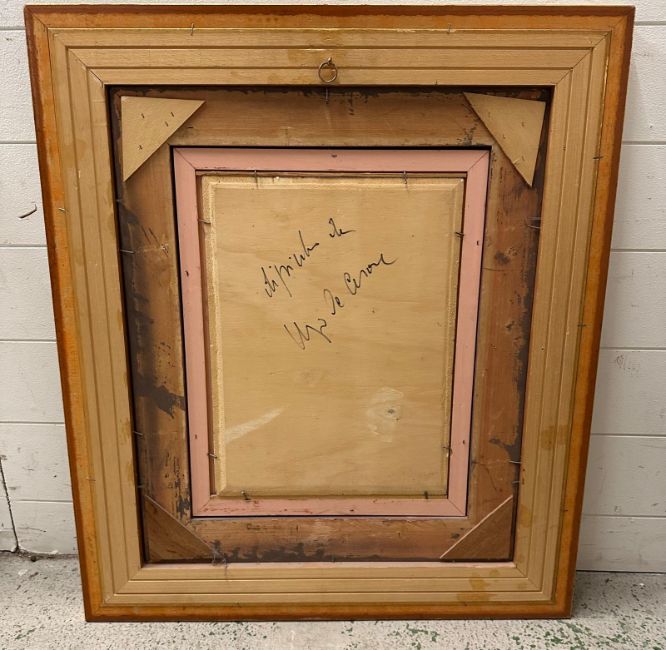 dipinto da
Ugo De Cesare